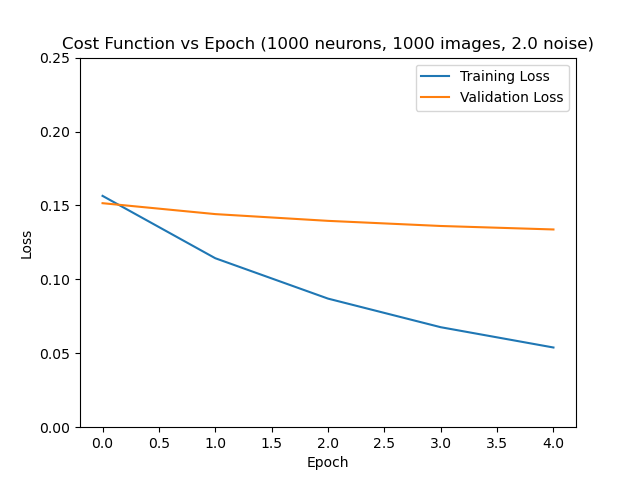 Cost Function vs Epoch (1000 neurons, 1000 images, 2.0 noise)
Training Loss
Validation Loss
0.25
0.20
0.15
0.10
0.05
0.00
Loss
0.0 0.5 1.0 1.5 2.0 2.5 3.0 3.5 4.0
Epoch